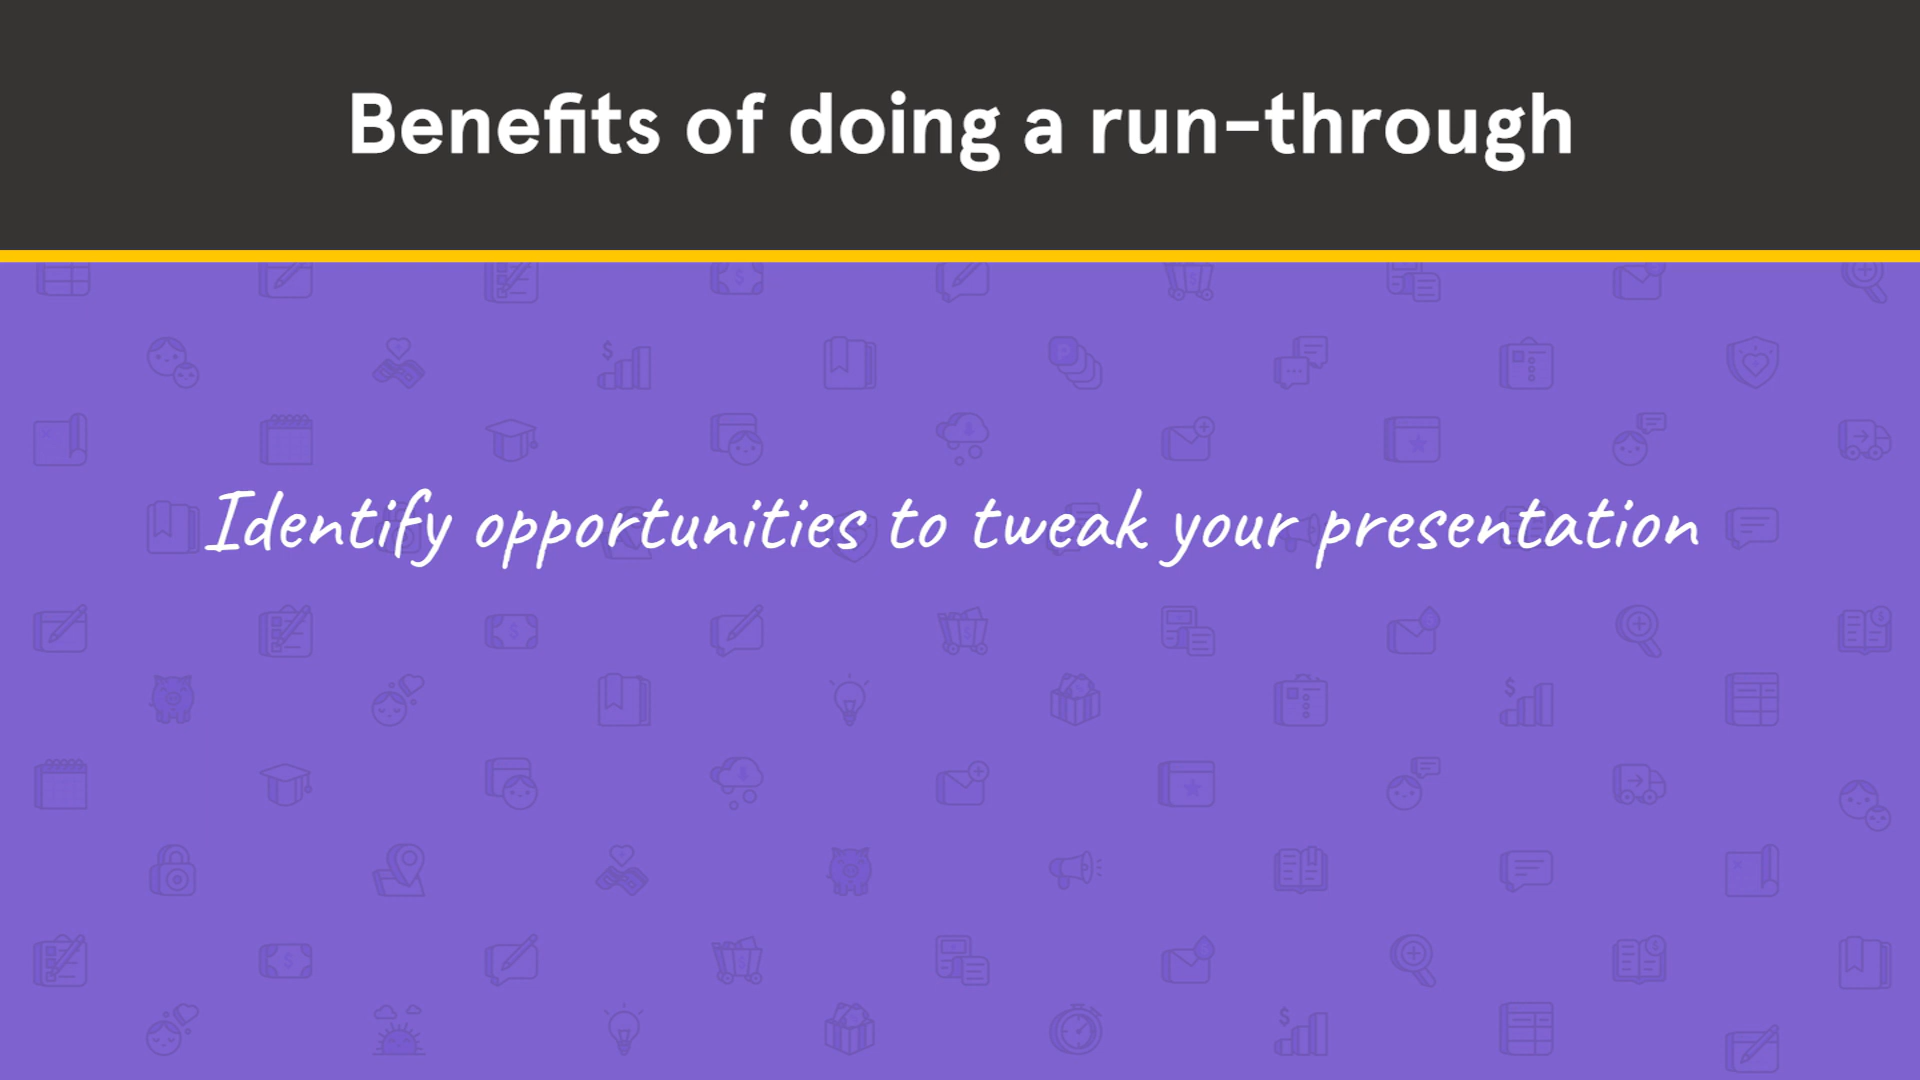 Benefits of doing a run-through
Identify opportunities to tweak your presentation